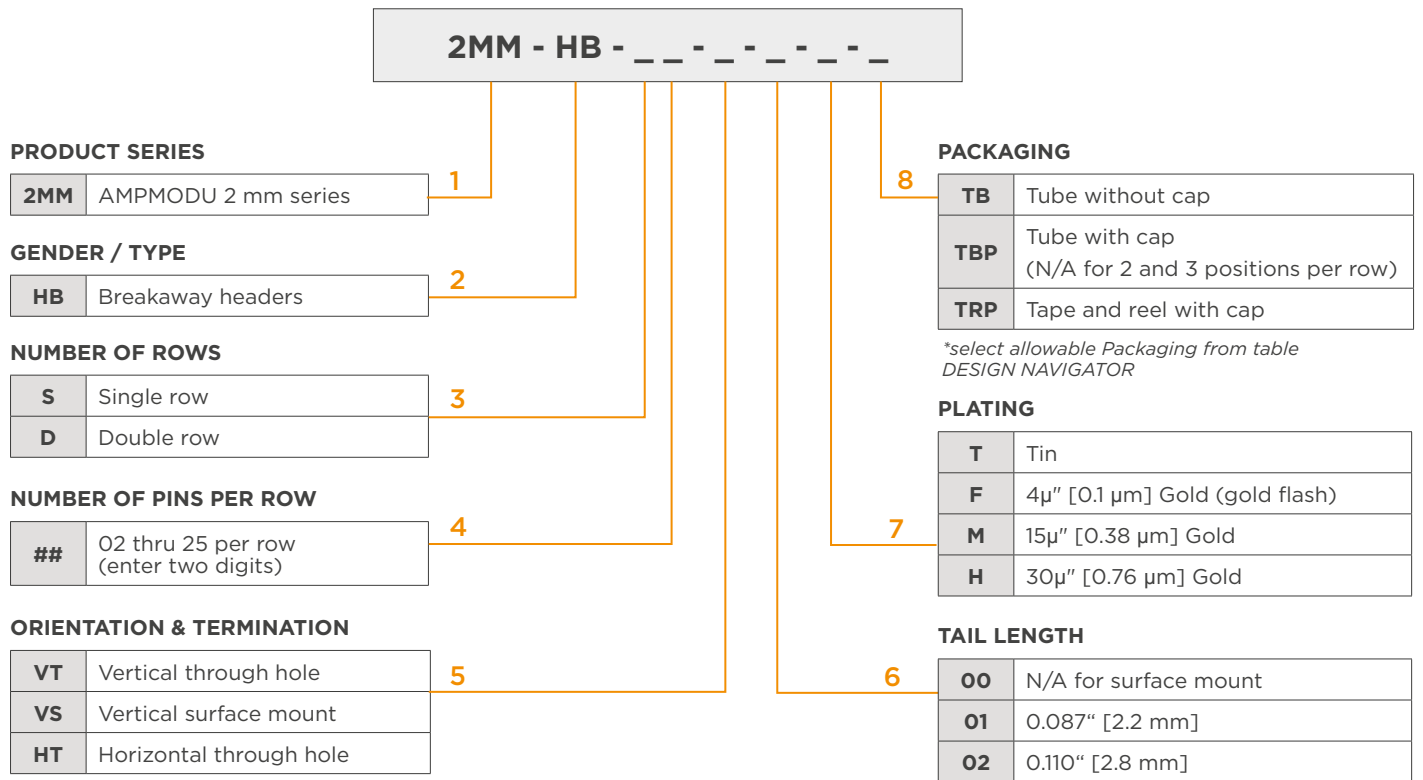 2MM - HB - _ _ - _ - _ - _ - _
PRODUCT SERIES
2MM AMPMODU 2 mm series
1
GENDER / TYPE
HB Breakaway headers
2
NUMBER OF ROWS
S Single row
D Double row
3
NUMBER OF PINS PER ROW
## 02 thru 25 per row
(enter two digits)
4
ORIENTATION & TERMINATION
VT Vertical through hole
VS Vertical surface mount
HT Horizontal through hole
5
PACKAGING
8
TB Tube without cap
TBP Tube with cap
(N/A for 2 and 3 positions per row)
TRP Tape and reel with cap
*select allowable Packaging from table
DESIGN NAVIGATOR
PLATING
7
T Tin
F 4µ" [0.1 µm] Gold (gold flash)
M 15µ" [0.38 µm] Gold
H 30µ" [0.76 µm] Gold
TAIL LENGTH
6
00 N/A for surface mount
01 0.087“ [2.2 mm]
02 0.110“ [2.8 mm]